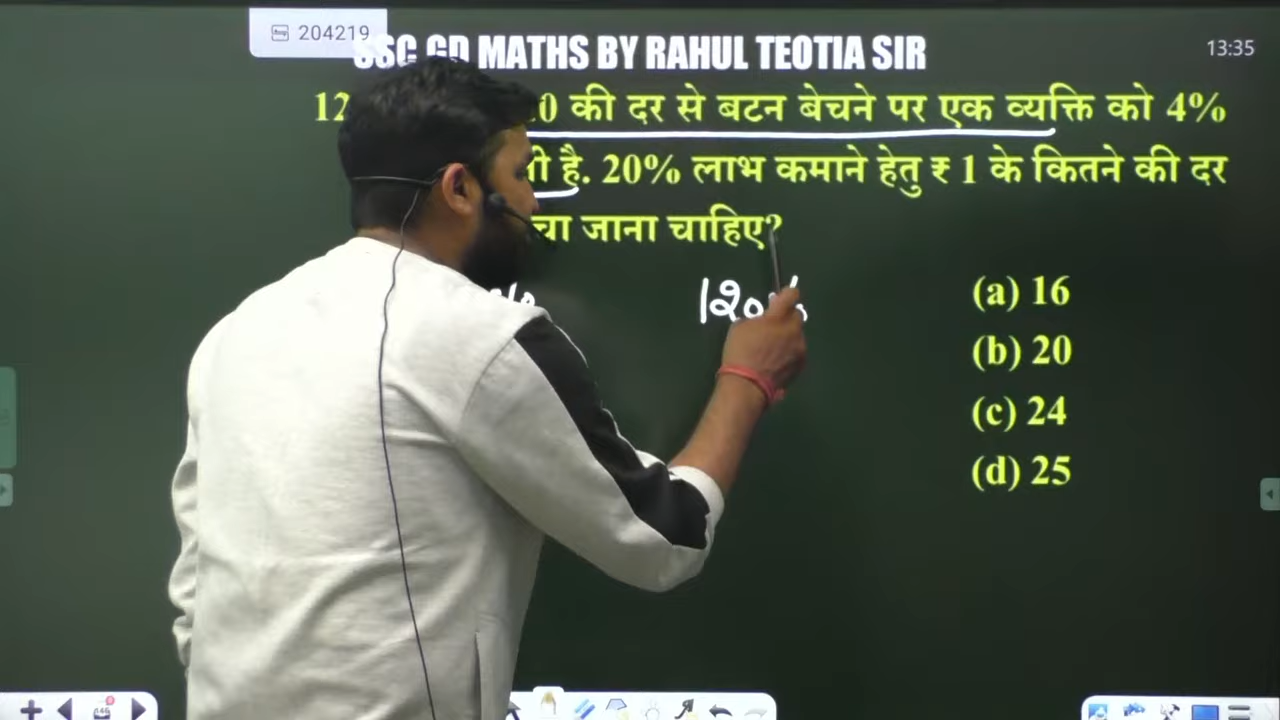 204219
SSC GD MATHS BY RAHUL TEOTIA SIR
13:35
12 की दर से बटन बेचने पर एक व्यक्ति को 4%
है. 20% लाभ कमाने हेतु ₹ 1 के कितने की दर
जाना चाहिए?
(a) 16
(b) 20
(c) 24
(d) 25